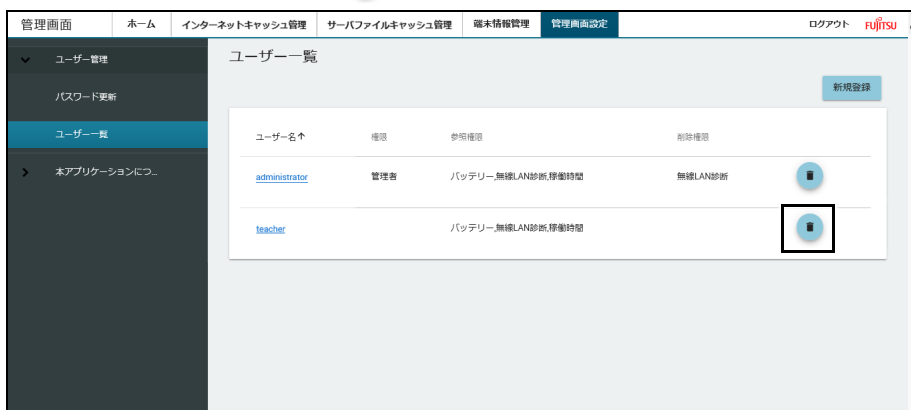 管理画面 ホーム インターネットキャッシュ管理 サーバファイルキャッシュ管理 端末情報管理 管理画面設定 ログアウト FUJITSU
ユーザー管理
パスワード更新
ユーザー一覧
本アプリケーションにつ...
ユーザー一覧
新規登録
ユーザー名↑ 権限 参照権限 削除権限
administrator 管理者 バッテリー,無線LAN診断,稼働時間 無線LAN診断
teacher バッテリー,無線LAN診断,稼働時間